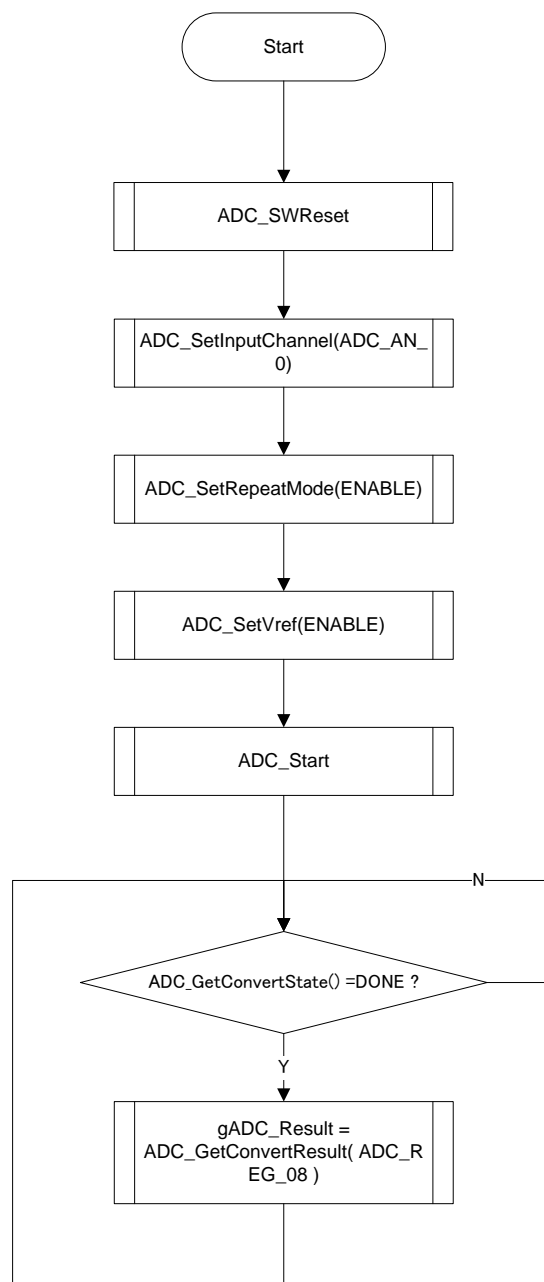 Start
ADC_SWReset
ADC_SetInputChannel(ADC_AN_
0)
ADC_SetRepeatMode(ENABLE)
ADC_SetVref(ENABLE)
ADC_Start
N
ADC_GetConvertState() =DONE ?
Y
gADC_Result =
ADC_GetConvertResult( ADC_R
EG_08 )